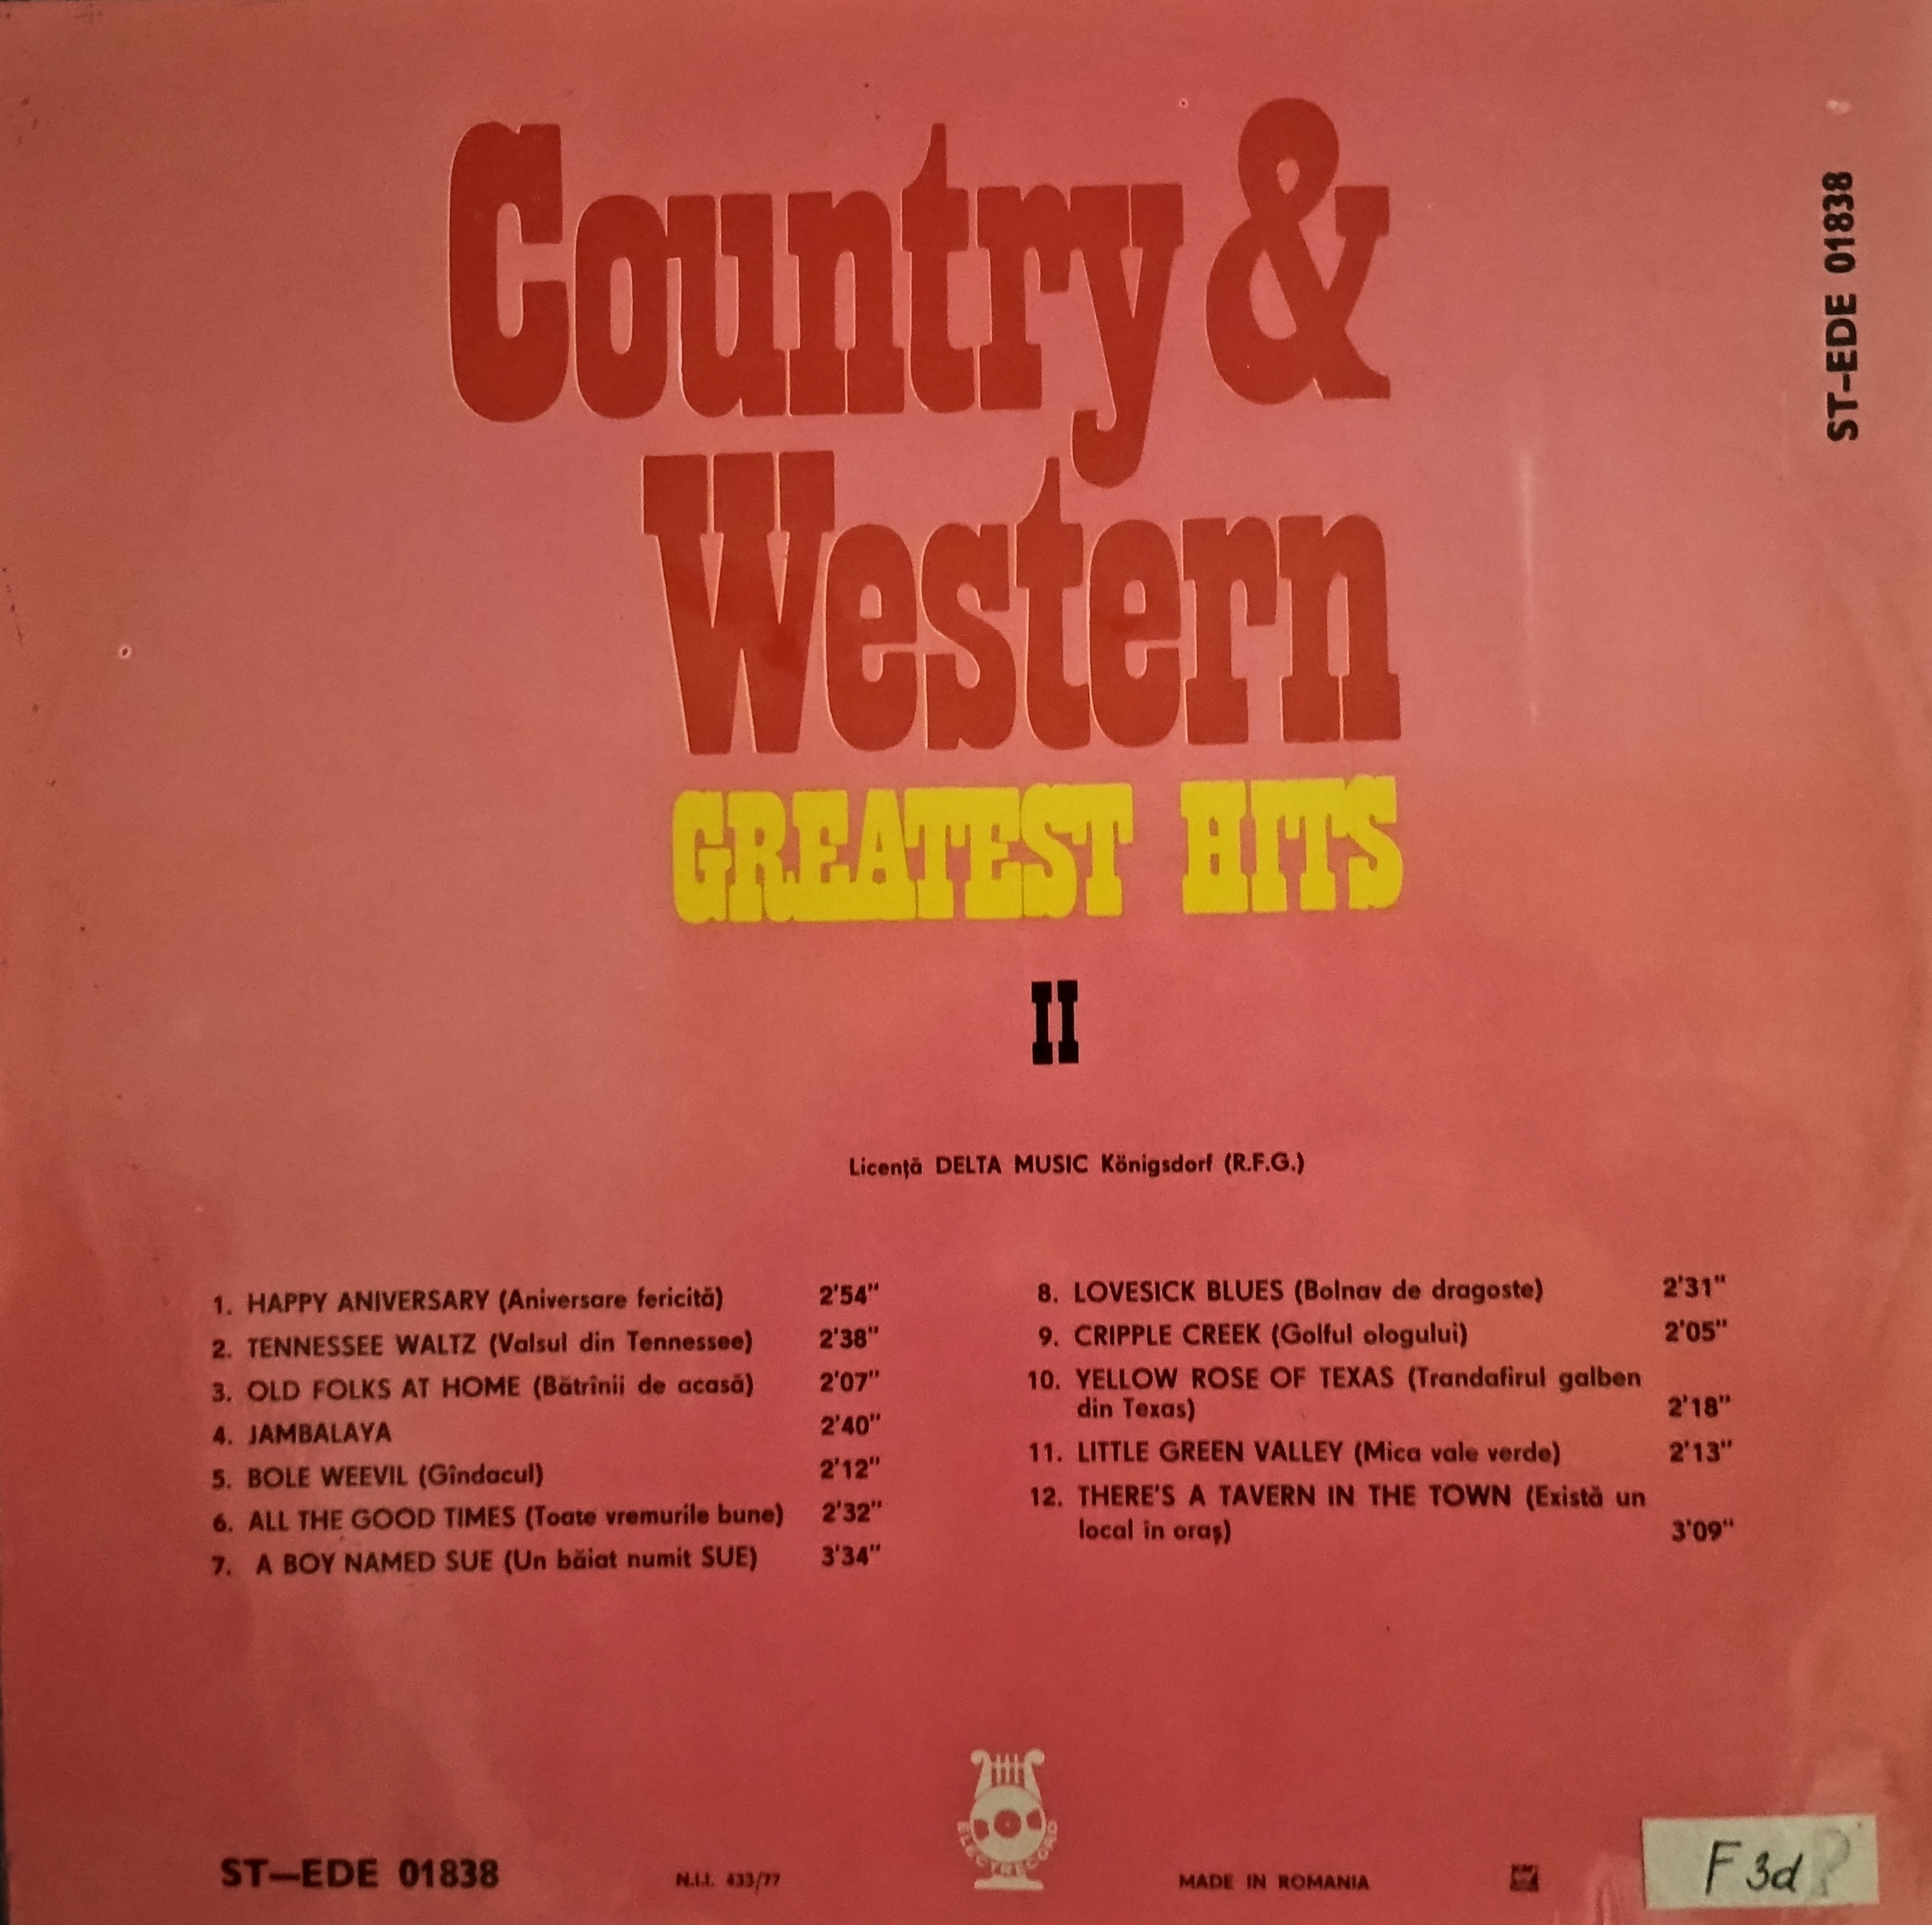 Country &
Western
GREATEST HITS
II
ST-EDE 01838
Licență DELTA MUSIC Königsdorf (R.F.G.)
1. HAPPY ANIVERSARY (Aniversare fericită) 2'54"
2. TENNESSEE WALTZ (Valsul din Tennessee) 2'38"
3. OLD FOLKS AT HOME (Bătrînii de acasă) 2'07"
4. JAMBALAYA 2'40"
5. BOLE WEEVIL (Gîndacul) 2'12"
6. ALL THE GOOD TIMES (Toate vremurile bune) 2'32"
7. A BOY NAMED SUE (Un băiat numit SUE) 3'34"
8. LOVESICK BLUES (Bolnav de dragoste) 2'31"
9. CRIPPLE CREEK (Golful ologului) 2'05"
10. YELLOW ROSE OF TEXAS (Trandafirul galben
din Texas) 2'18"
11. LITTLE GREEN VALLEY (Mica vale verde) 2'13"
12. THERE'S A TAVERN IN THE TOWN (Există un
local în oraș) 3'09"
ELECTRECORD
ST—EDE 01838
N.I.I. 433/77
MADE IN ROMANIA
F 3d